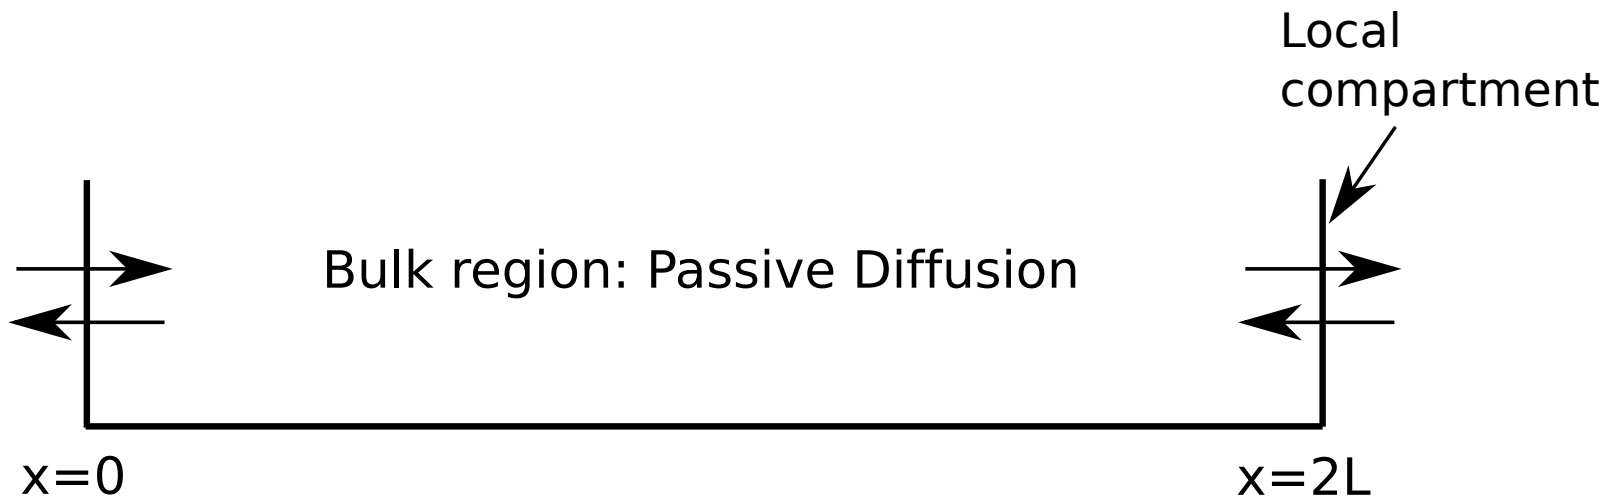 Local
compartment
Bulk region: Passive Diffusion
x=0
x=2L